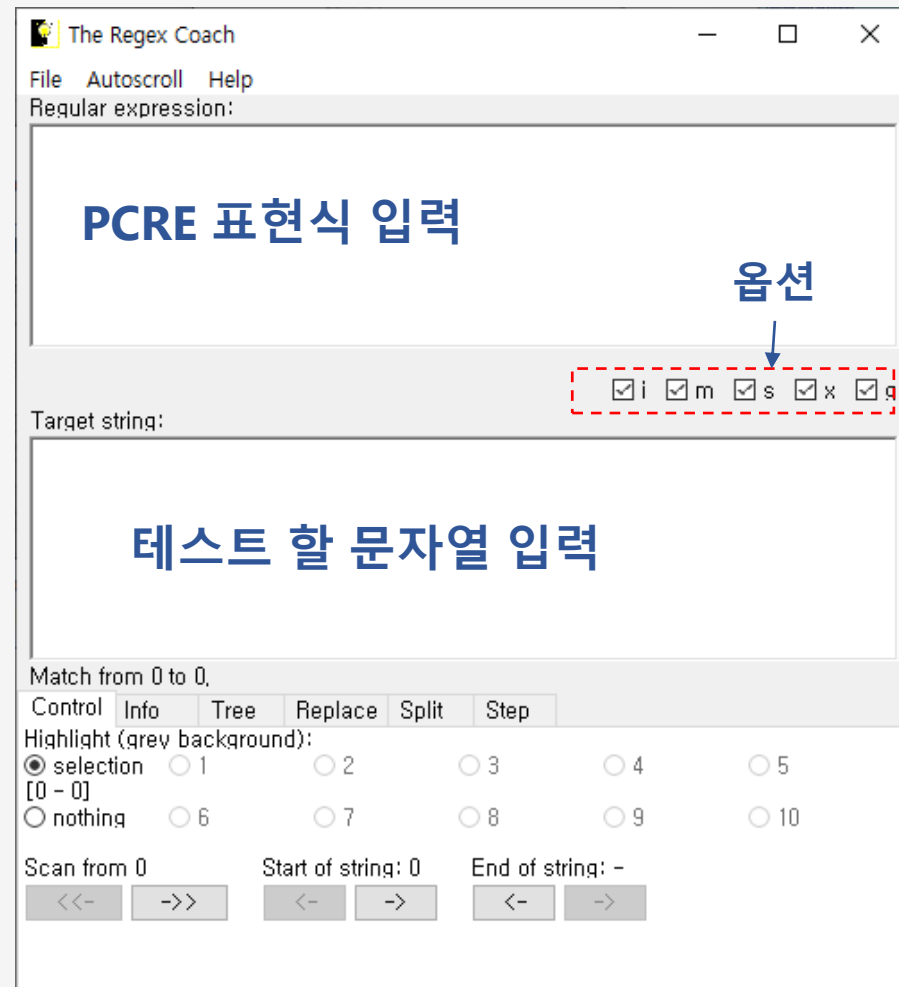 The Regex Coach
File Autoscroll Help
Regular expression:
PCRE 표현식 입력
옵션
i m s x g
Target string:
테스트 할 문자열 입력
Match from 0 to 0.
Control Info Tree Replace Split Step
Highlight (grey background):
selection 1 2 3 4 5
[0 - 0]
nothing 6 7 8 9 10
Scan from 0 Start of string: 0 End of string: -
<<- ->> <- -> <- ->